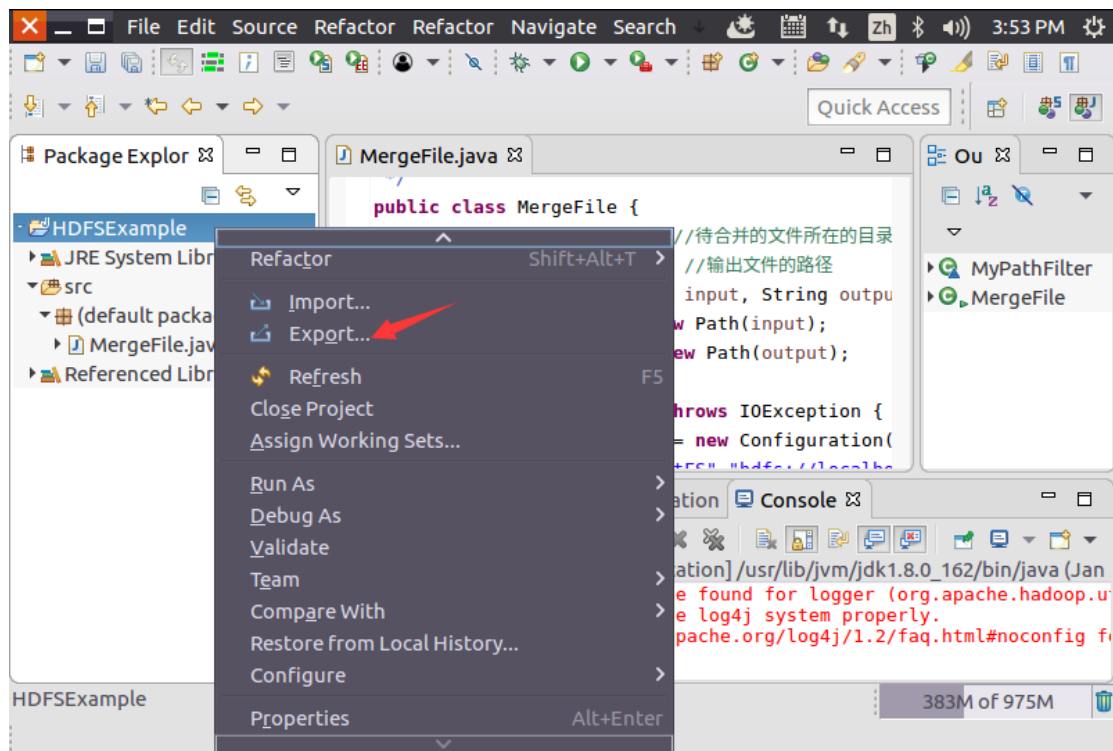 File Edit Source Refactor Refactor Navigate Search Zh 3:53 PM
Quick Access
Package Explor
MergeFile.java
Ou
*/
public class MergeFile {
HDFSExample
JRE System Libr
src
(default packa
MergeFile.jav
Referenced Libr
Refactor Shift+Alt+T
Import...
Export...
Refresh F5
Close Project
Assign Working Sets...
Run As
Debug As
Validate
Team
Compare With
Restore from Local History...
Configure
Properties Alt+Enter
//待合并的文件所在的目录
//输出文件的路径
input, String outpu
w Path(input);
ew Path(output);
hrows IOException {
= new Configuration(
MyPathFilter
MergeFile
ation
Console
ation] /usr/lib/jvm/jdk1.8.0_162/bin/java (Jan
e found for logger (org.apache.hadoop.u
e log4j system properly.
pache.org/log4j/1.2/faq.html#noconfig f
HDFSExample
383M of 975M